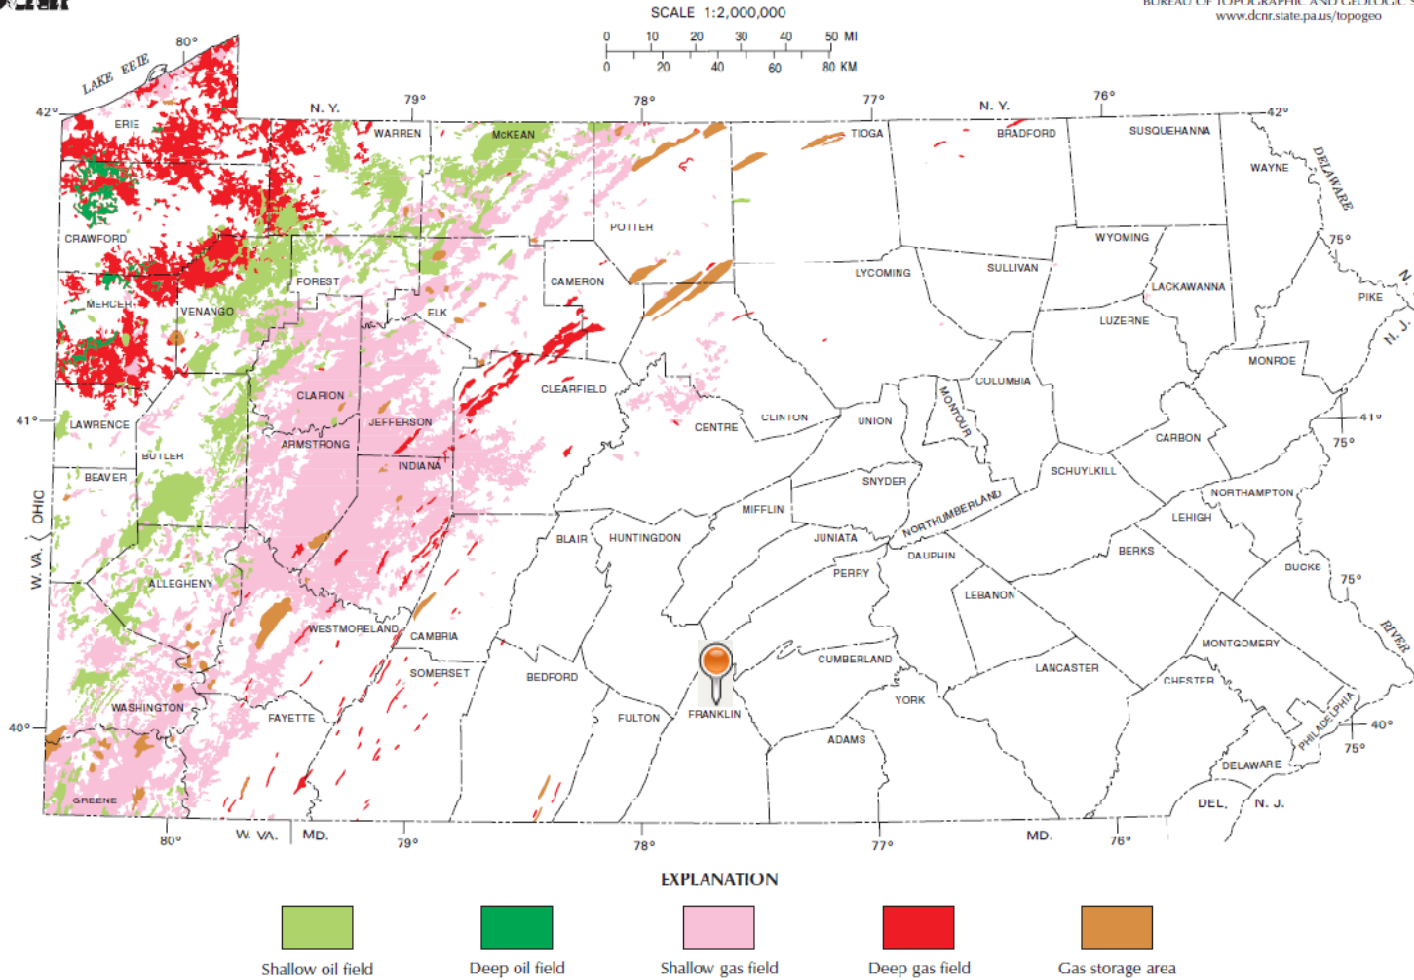 SCALE 1:2,000,000
BUREAU OF TOPOGRAPHIC AND GEOLOGIC
www.dcnr.state.pa.us/topogeo
0 10 20 30 40 50 MI
0 20 40 60 80 KM
80°
LAKE EEIE
42°
N. Y.
79°
78°
77°
N. Y.
76°
42°
ERIE
WARREN
McKEAN
TIOGA
BRADFORD
SUSQUEHANNA
WAYNE
DELAWARE
CRAWFORD
POTTER
WYOMING
75°
MERCER
VENANGO
FOREST
ELK
CAMERON
LYCOMING
SULLIVAN
LACKAWANNA
PIKE
N.
N. J.
LUZERNE
MONROE
CLARION
CLEARFIELD
COLUMBIA
MONTOUR
41°
LAWRENCE
JEFFERSON
CENTRE
CLINTON
UNION
41°
75°
ARMSTRONG
CARBON
BUTLER
INDIANA
SCHUYLKILL
BEAVER
SNYDER
NORTHAMPTON
OHIC
W. VA.
MIFFLIN
NORTHUMBERLAND
LEHIGH
BLAIR
HUNTINGDON
JUNIATA
DAUPHIN
BERKS
BUCKS
ALLEGHENY
PERRY
LEBANON
75°
WESTMORELAND
CAMBRIA
MONTGOMERY
RIVER
SOMERSET
BEDFORD
CUMBERLAND
LANCASTER
CHESTER
WASHINGTON
FAYETTE
FULTON
FRANKLIN
YORK
PHILADELPHIA
40°
40°
75°
ADAMS
DELAWARE
GREENE
DEL.
N. J.
80°
W. VA.
MD.
79°
78°
77°
MD.
76°
EXPLANATION
Shallow oil field
Deep oil field
Shallow gas field
Deep gas field
Gas storage area